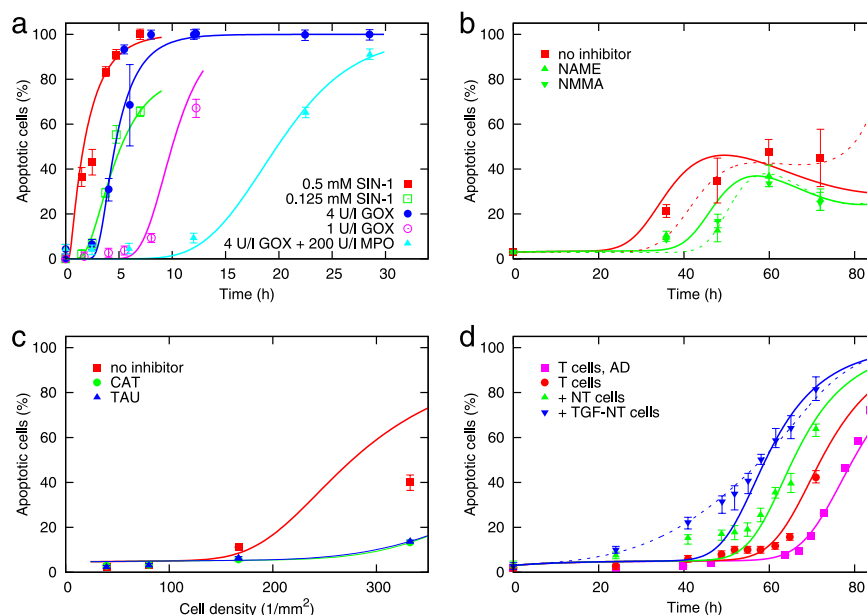 a
Apoptotic cells (%)
100
80
60
40
20
0
0 5 10 15 20 25 30
Time (h)
0.5 mM SIN-1
0.125 mM SIN-1
4 U/l GOX
1 U/l GOX
4 U/l GOX + 200 U/l MPO
b
Apoptotic cells (%)
100
80
60
40
20
0
0 20 40 60 80
Time (h)
no inhibitor
NAME
NMMA
c
Apoptotic cells (%)
100
80
60
40
20
0
0 100 200 300
Cell density (1/mm²)
no inhibitor
CAT
TAU
d
Apoptotic cells (%)
100
80
60
40
20
0
0 20 40 60 80
Time (h)
T cells, AD
T cells
+ NT cells
+ TGF-NT cells